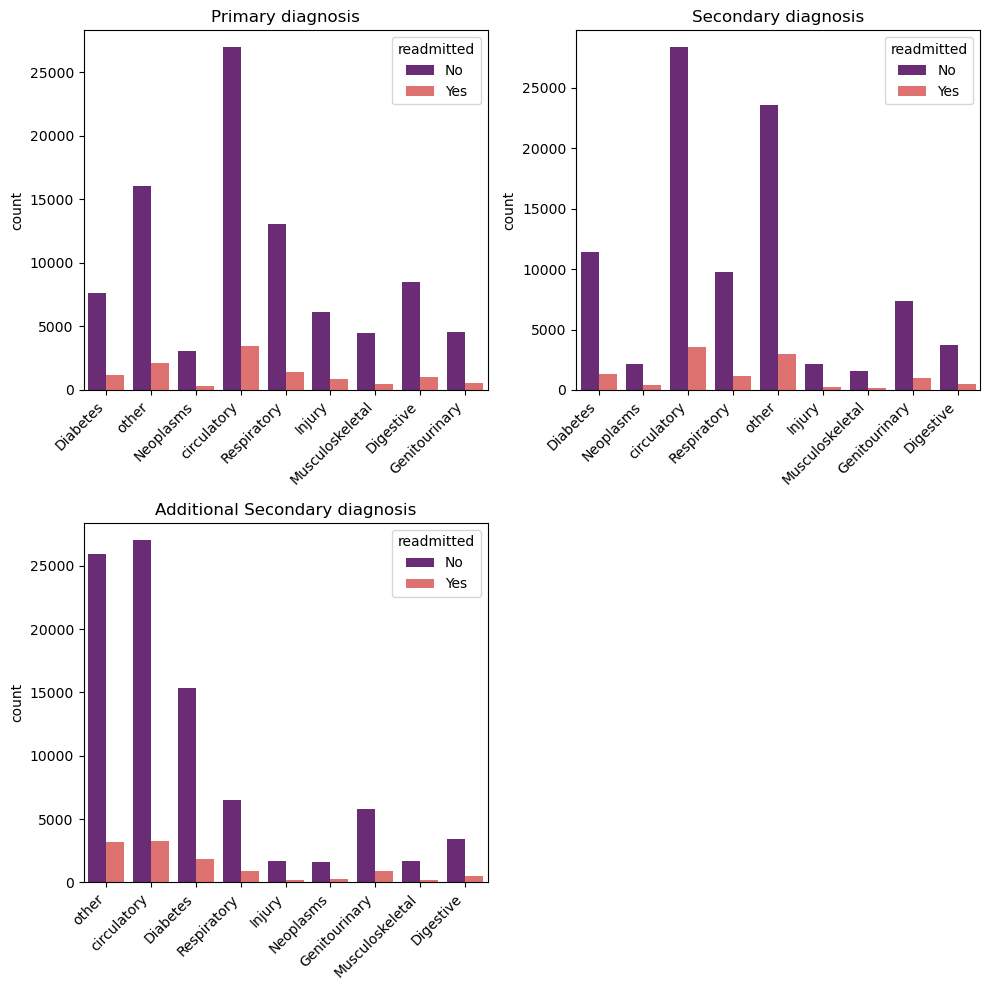 Primary diagnosis
readmitted
No
Yes
count
25000
20000
15000
10000
5000
0
Diabetes
other
Neoplasms
circulatory
Respiratory
Injury
Musculoskeletal
Digestive
Genitourinary
Secondary diagnosis
readmitted
No
Yes
count
25000
20000
15000
10000
5000
0
Diabetes
Neoplasms
circulatory
Respiratory
other
Injury
Musculoskeletal
Genitourinary
Digestive
Additional Secondary diagnosis
readmitted
No
Yes
count
25000
20000
15000
10000
5000
0
other
circulatory
Diabetes
Respiratory
Injury
Neoplasms
Genitourinary
Musculoskeletal
Digestive